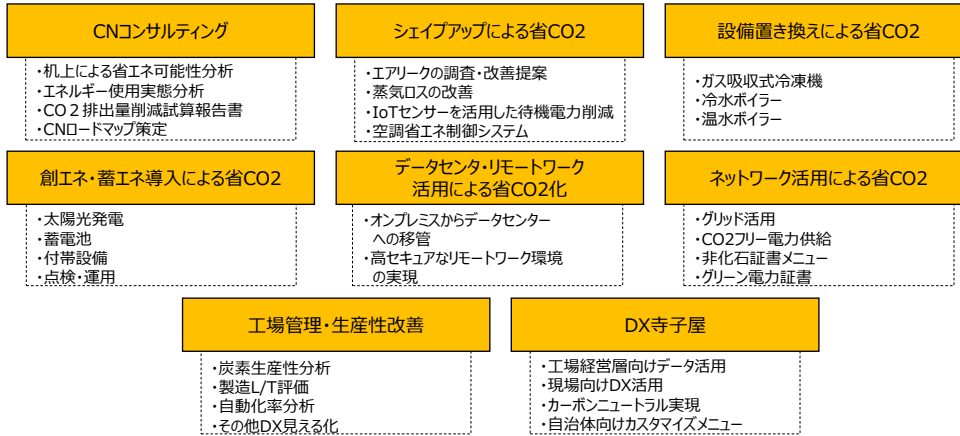 CNコンサルティング
・机上による省エネ可能性分析
・エネルギー使用実態分析
・CO２排出量削減試算報告書
・CNロードマップ策定
シェイプアップによる省CO2
・エアリークの調査・改善提案
・蒸気ロスの改善
・IoTセンサーを活用した待機電力削減
・空調省エネ制御システム
設備置き換えによる省CO2
・ガス吸収式冷凍機
・冷水ボイラー
・温水ボイラー
創エネ・蓄エネ導入による省CO2
・太陽光発電
・蓄電池
・付帯設備
・点検・運用
データセンタ・リモートワーク
活用による省CO2化
・オンプレミスからデータセンター
への移管
・高セキュアなリモートワーク環境
の実現
ネットワーク活用による省CO2
・グリッド活用
・CO2フリー電力供給
・非化石証書メニュー
・グリーン電力証書
工場管理・生産性改善
・炭素生産性分析
・製造L/T評価
・自動化率分析
・その他DX見える化
DX寺子屋
・工場経営層向けデータ活用
・現場向けDX活用
・カーボンニュートラル実現
・自治体向けカスタマイズメニュー